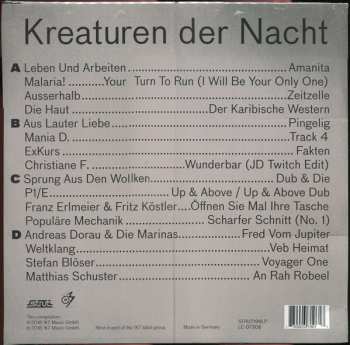 Kreaturen der Nacht
A Leben Und Arbeiten Amanita
Malaria! Your Turn To Run (I Will Be Your Only One)
Ausserhalb Zeitzelle
Die Haut Der Karibische Western
B Aus Lauter Liebe Pingelig
Mania D. Track 4
ExKurs Fakten
Christiane F. Wunderbar (JD Twitch Edit)
C Sprung Aus Den Wollken Dub & Die
P1/E Up & Above / Up & Above Dub
Franz Erlmeier & Fritz Köstler Öffnen Sie Mal Ihre Tasche
Populäre Mechanik Scharfer Schnitt (No. 1)
D Andreas Dorau & Die Marinas Fred Vom Jupiter
Weltklang Veb Heimat
Stefan Blöser Voyager One
Matthias Schuster An Rah Robeel
Made in Germany